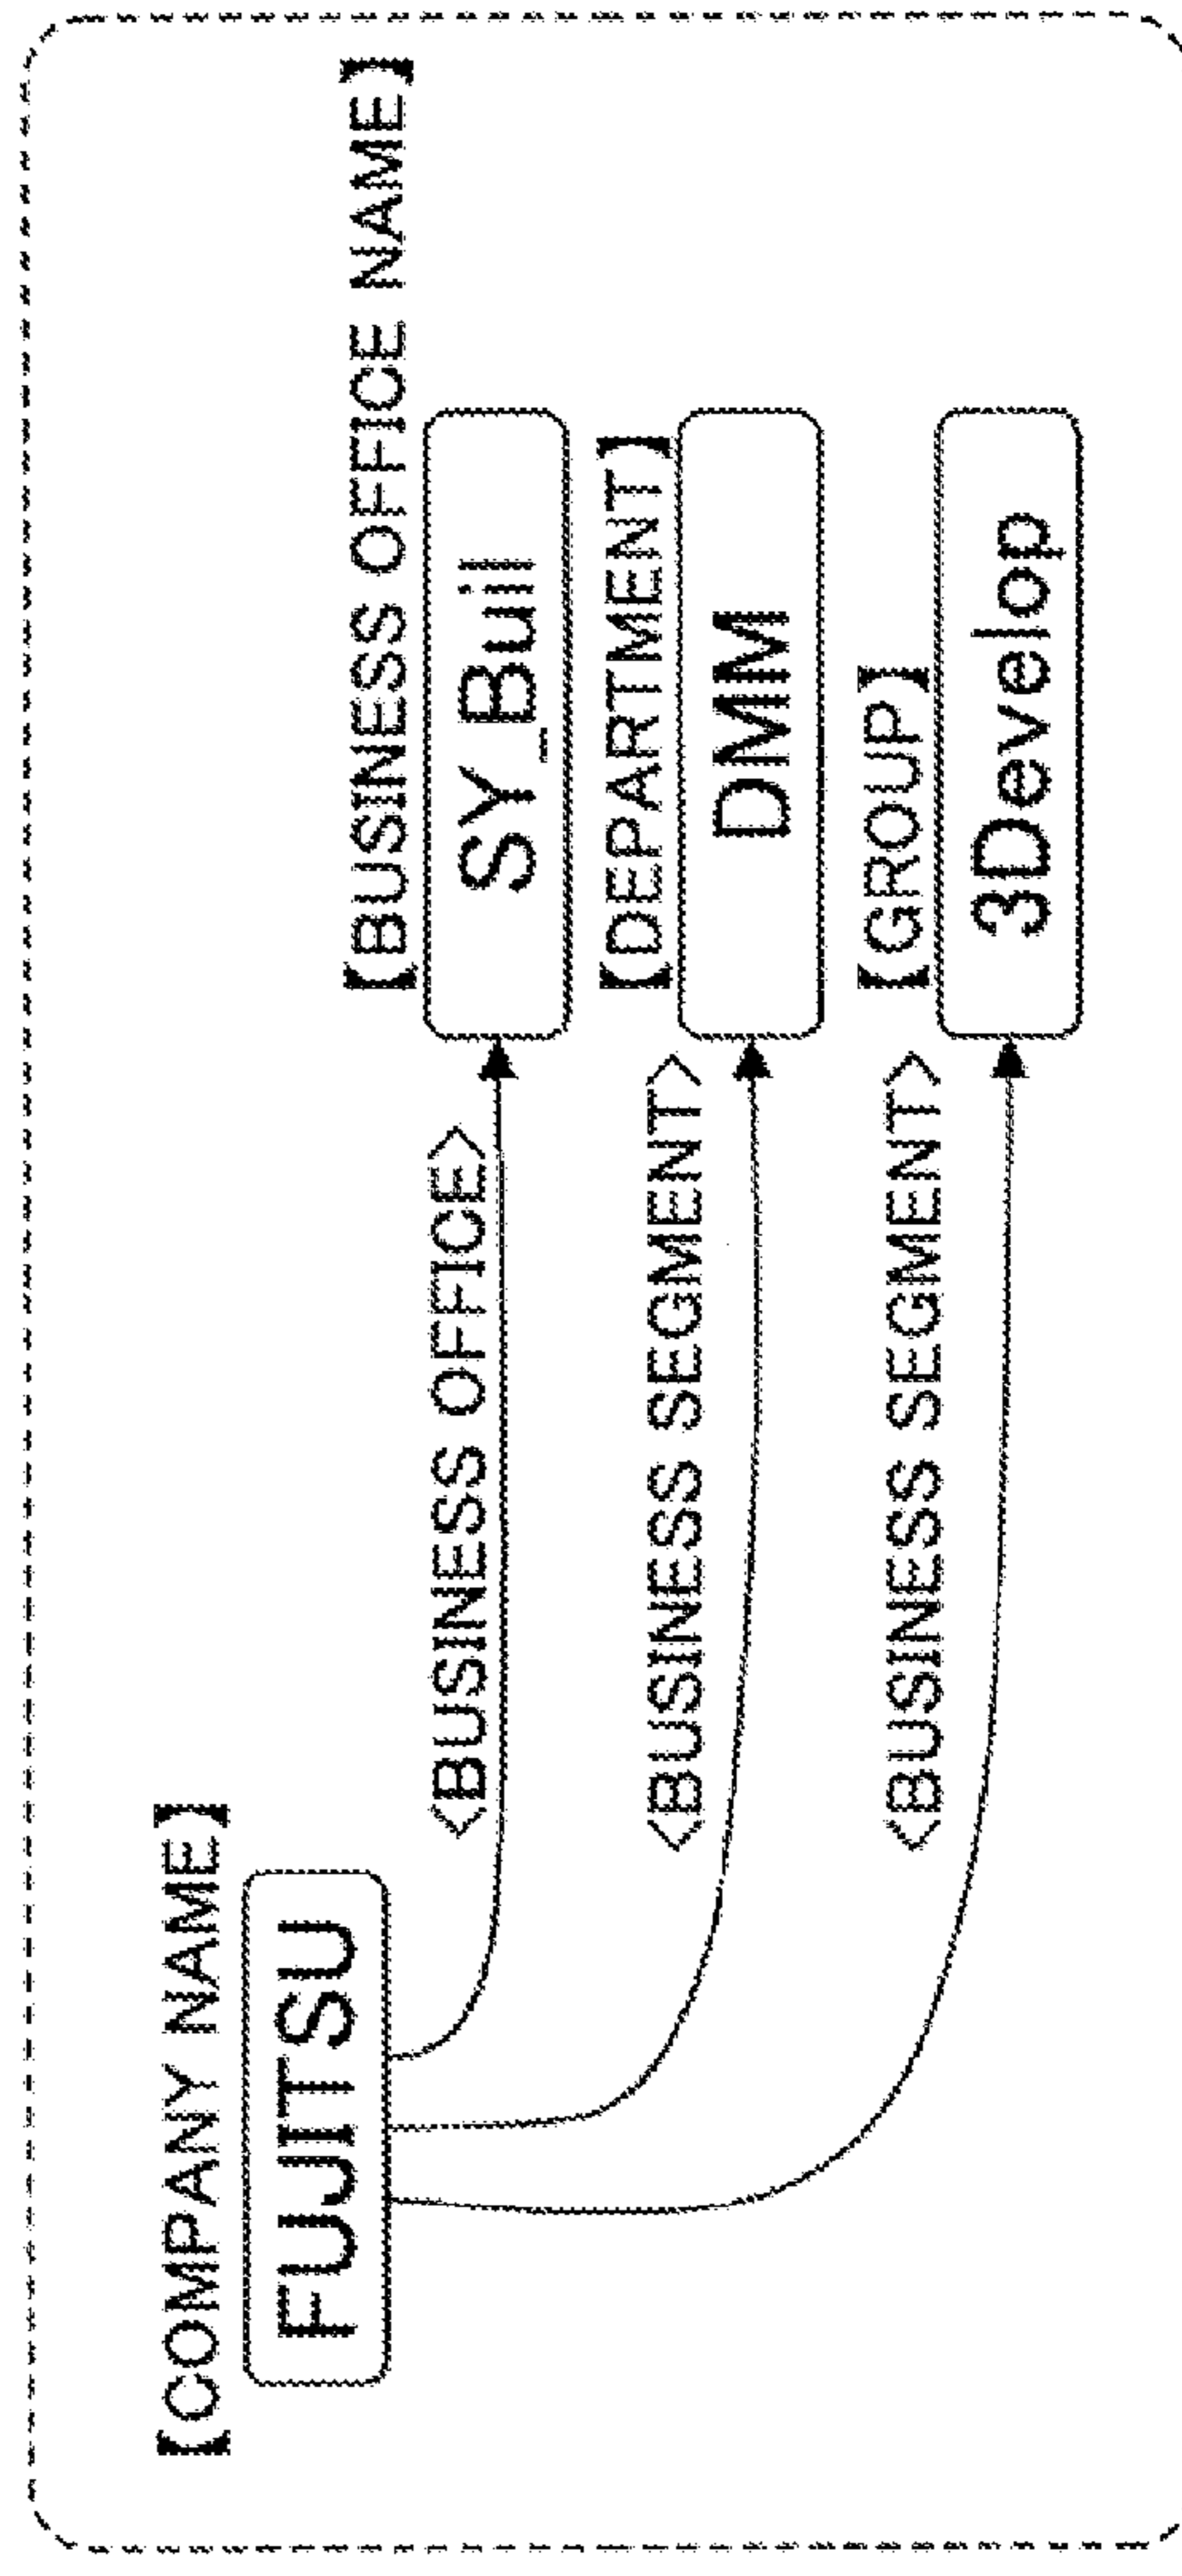 【COMPANY NAME】
FUJITSU
【BUSINESS OFFICE NAME】
<BUSINESS OFFICE>
SY_Buil
【DEPARTMENT】
<BUSINESS SEGMENT>
DMM
【GROUP】
<BUSINESS SEGMENT>
3Develop